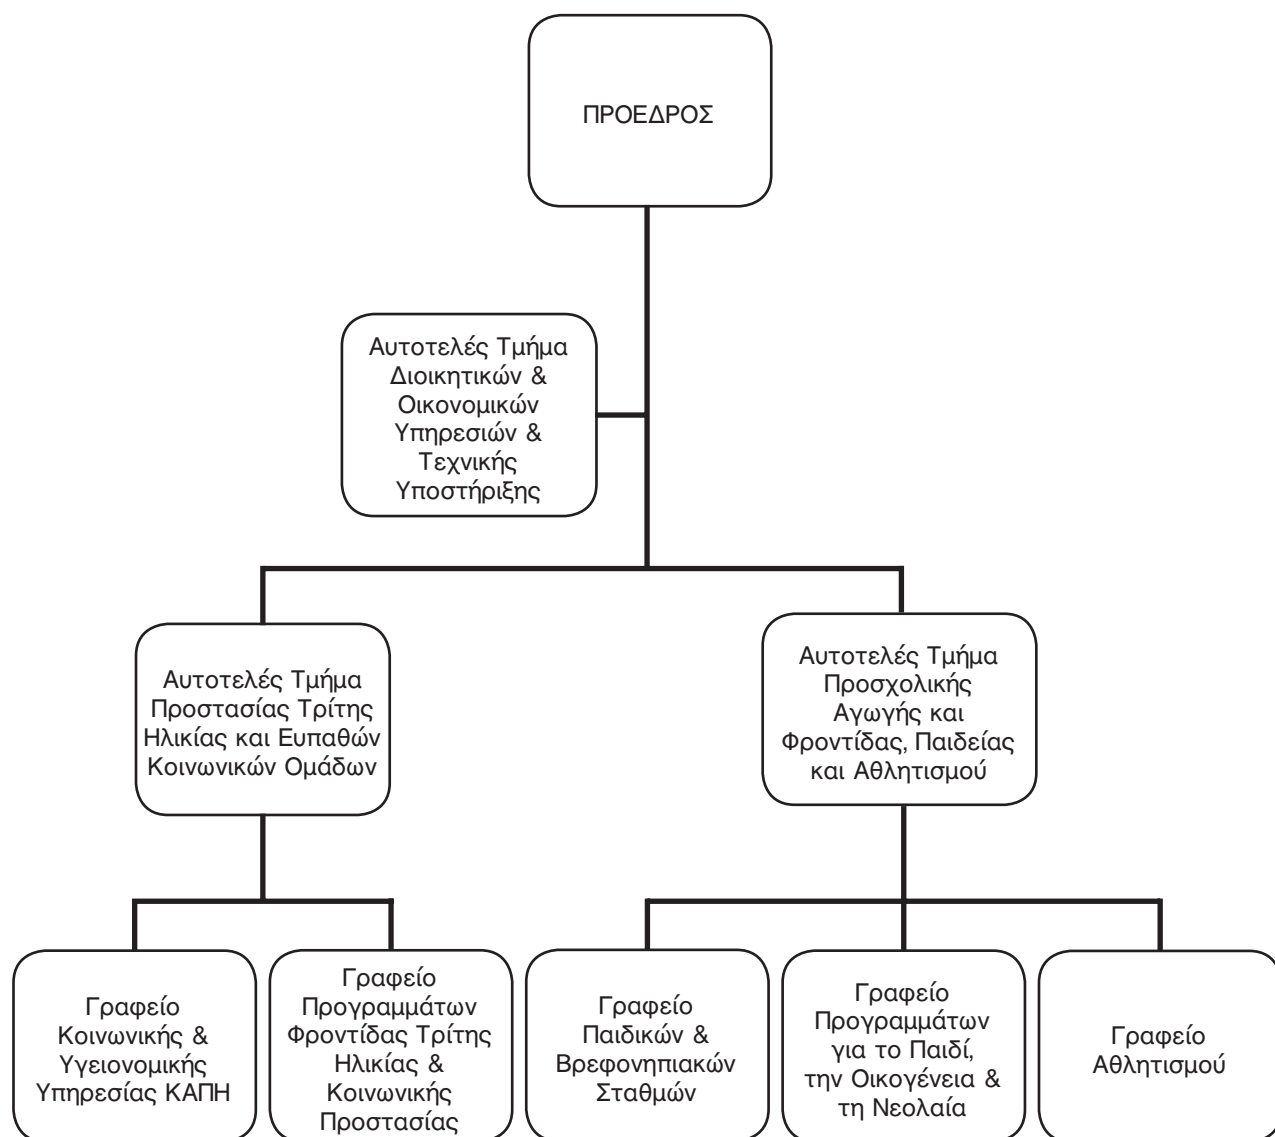 ΠΡΟΕΔΡΟΣ
Αυτοτελές Τμήμα
Διοικητικών &
Οικονομικών
Υπηρεσιών &
Τεχνικής
Υποστήριξης
Αυτοτελές Τμήμα
Προστασίας Τρίτης
Ηλικίας και Ευπαθών
Κοινωνικών Ομάδων
Αυτοτελές Τμήμα
Προσχολικής
Αγωγής και
Φροντίδας, Παιδείας
και Αθλητισμού
Γραφείο
Κοινωνικής &
Υγειονομικής
Υπηρεσίας ΚΑΠΗ
Γραφείο
Προγραμμάτων
Φροντίδας Τρίτης
Ηλικίας &
Κοινωνικής
Προστασίας
Γραφείο
Παιδικών &
Βρεφονηπιακών
Σταθμών
Γραφείο
Προγραμμάτων
για το Παιδί,
την Οικογένεια &
τη Νεολαία
Γραφείο
Αθλητισμού